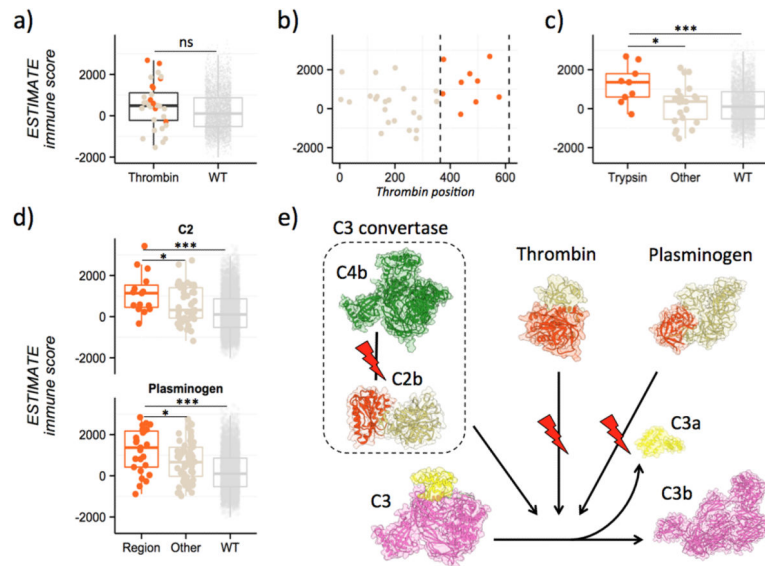 a)
ns
ESTIMATE
immune score
2000
0
-2000
Thrombin WT
b)
2000
0
-2000
0 200 400 600
Thrombin position
c)
***
*
2000
0
-2000
Trypsin Other WT
d)
C2
***
*
2000
0
-2000
ESTIMATE
immune score
Plasminogen
***
*
2000
0
-2000
Region Other WT
e)
C3 convertase
C4b
C2b
Thrombin
Plasminogen
C3a
C3
C3b